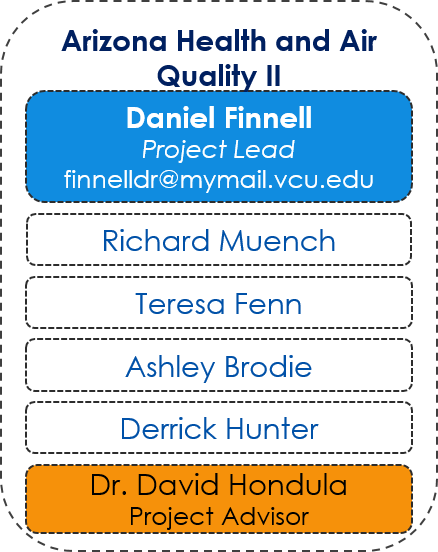 Arizona Health and Air
Quality II
Daniel Finnell
Project Lead
finnelldr@mymail.vcu.edu
Richard Muench
Teresa Fenn
Ashley Brodie
Derrick Hunter
Dr. David Hondula
Project Advisor